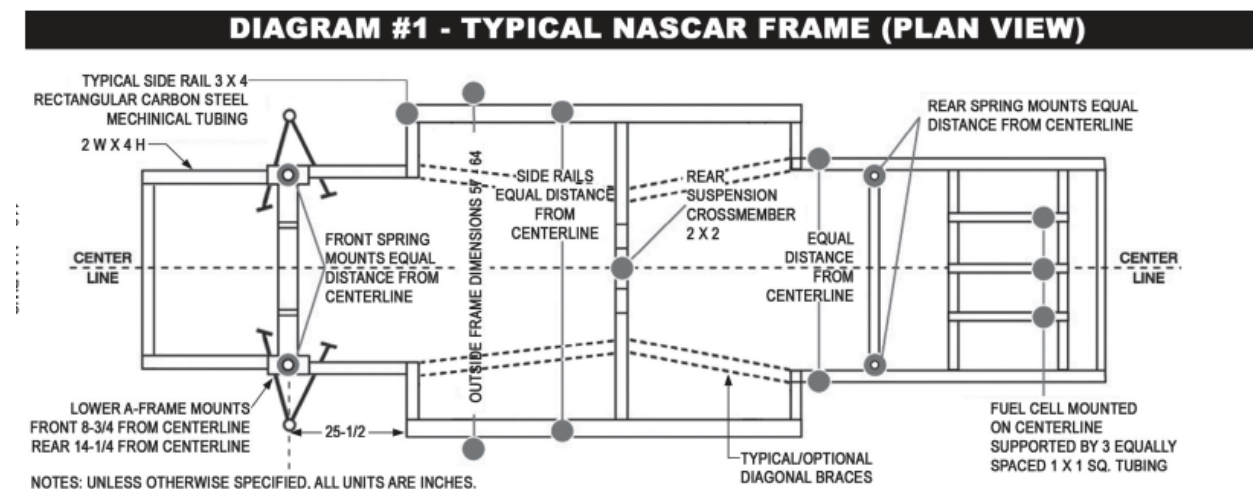 DIAGRAM #1 - TYPICAL NASCAR FRAME (PLAN VIEW)
TYPICAL SIDE RAIL 3 X 4
RECTANGULAR CARBON STEEL
MECHINICAL TUBING
2 W X 4 H
REAR SPRING MOUNTS EQUAL
DISTANCE FROM CENTERLINE
SIDE RAILS
EQUAL DISTANCE
FROM
CENTERLINE
REAR
SUSPENSION
CROSSMEMBER
2 X 2
OUTSIDE FRAME DIMENSIONS 57 64
FRONT SPRING
MOUNTS EQUAL
DISTANCE FROM
CENTERLINE
EQUAL
DISTANCE
FROM
CENTERLINE
CENTER
LINE
CENTER
LINE
LOWER A-FRAME MOUNTS
FRONT 8-3/4 FROM CENTERLINE
REAR 14-1/4 FROM CENTERLINE
25-1/2
TYPICAL/OPTIONAL
DIAGONAL BRACES
FUEL CELL MOUNTED
ON CENTERLINE
SUPPORTED BY 3 EQUALLY
SPACED 1 X 1 SQ. TUBING
NOTES: UNLESS OTHERWISE SPECIFIED, ALL UNITS ARE INCHES.